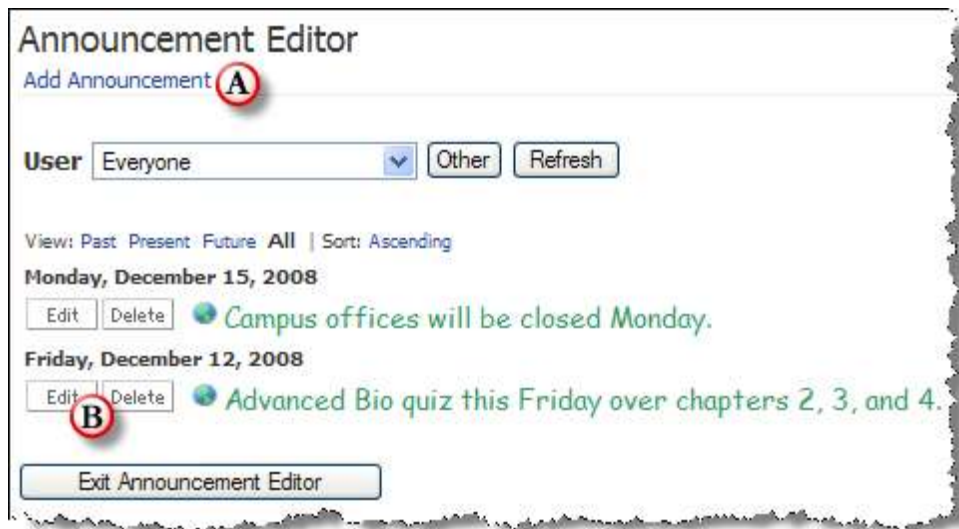 Announcement Editor
Add Announcement A
User Everyone Other Refresh
View: Past Present Future All | Sort: Ascending
Monday, December 15, 2008
Edit Delete Campus offices will be closed Monday.
Friday, December 12, 2008
Edit Delete Advanced Bio quiz this Friday over chapters 2, 3, and 4.
B
Exit Announcement Editor